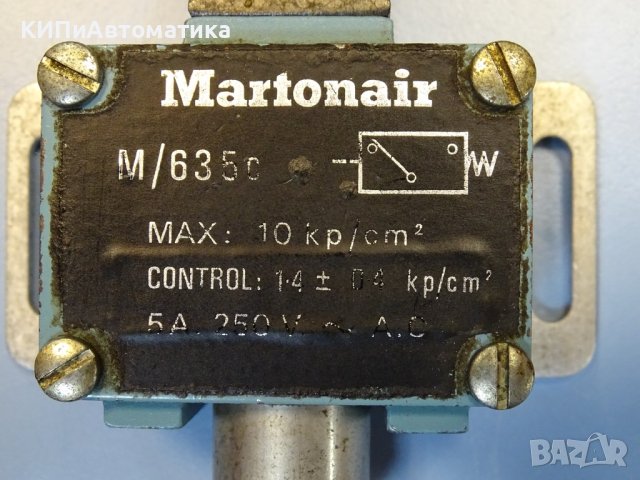 КИПиАвтоматика
Martonair
M/635c
MAX: 10 kp/cm²
CONTROL: 1·4 ± 0·4 kp/cm²
5A. 250V ~ A.C
BAZAR